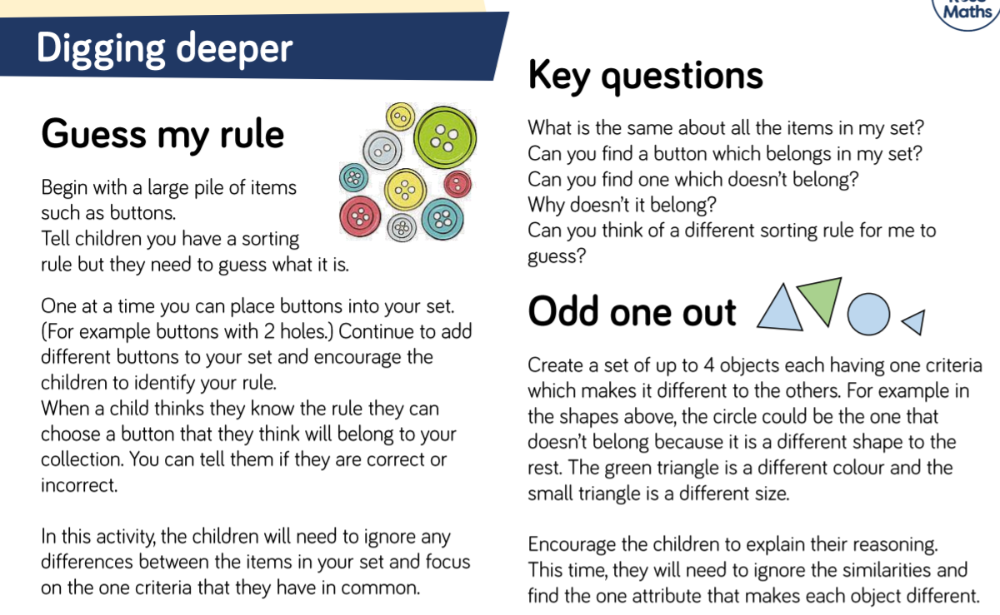 Maths
Digging deeper
Guess my rule
Begin with a large pile of items
such as buttons.
Tell children you have a sorting
rule but they need to guess what it is.
One at a time you can place buttons into your set.
(For example buttons with 2 holes.) Continue to add
different buttons to your set and encourage the
children to identify your rule.
When a child thinks they know the rule they can
choose a button that they think will belong to your
collection. You can tell them if they are correct or
incorrect.
In this activity, the children will need to ignore any
differences between the items in your set and focus
on the one criteria that they have in common.
Key questions
What is the same about all the items in my set?
Can you find a button which belongs in my set?
Can you find one which doesn't belong?
Why doesn't it belong?
Can you think of a different sorting rule for me to
guess?
Odd one out
Create a set of up to 4 objects each having one criteria
which makes it different to the others. For example in
the shapes above, the circle could be the one that
doesn't belong because it is a different shape to the
rest. The green triangle is a different colour and the
small triangle is a different size.
Encourage the children to explain their reasoning.
This time, they will need to ignore the similarities and
find the one attribute that makes each object different.